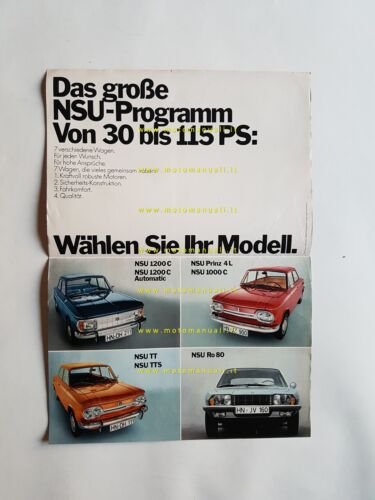 Das große
NSU-Programm
Von 30 bis 115 PS:
7 verschiedene Wagen.
Für jeden Wunsch.
Für hohe Ansprüche.
7 Wagen, die vieles gemeinsam haben:
1. Kraftvoll robuste Motoren.
2. Sicherheits-Konstruktion.
3. Fahrkomfort.
4. Qualität.
www.motomanuali.it
www.motomanuali.it
Wählen Sie Ihr Modell.
NSU 1200 C
NSU 1200 C
Automatic
NSU Prinz 4 L
NSU 1000 C
www.motomanuali.it
NSU TT
NSU TTS
NSU Ro 80
www.motomanuali.it
HN-JV 160